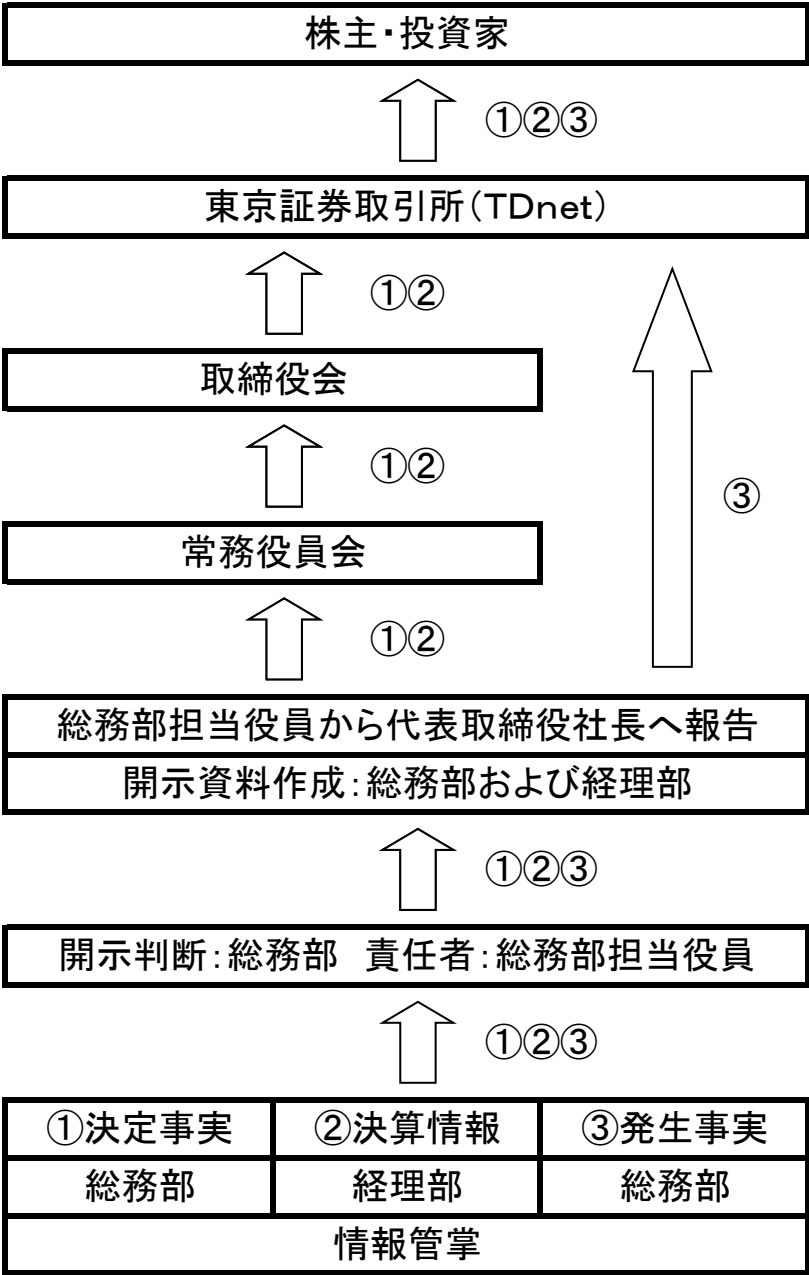 株主・投資家
①②③
東京証券取引所(TDnet)
①②
取締役会
①②
③
常務役員会
①②
総務部担当役員から代表取締役社長へ報告
開示資料作成:総務部および経理部
①②③
開示判断:総務部　責任者:総務部担当役員
①②③
①決定事実 ②決算情報 ③発生事実
総務部 経理部 総務部
情報管掌